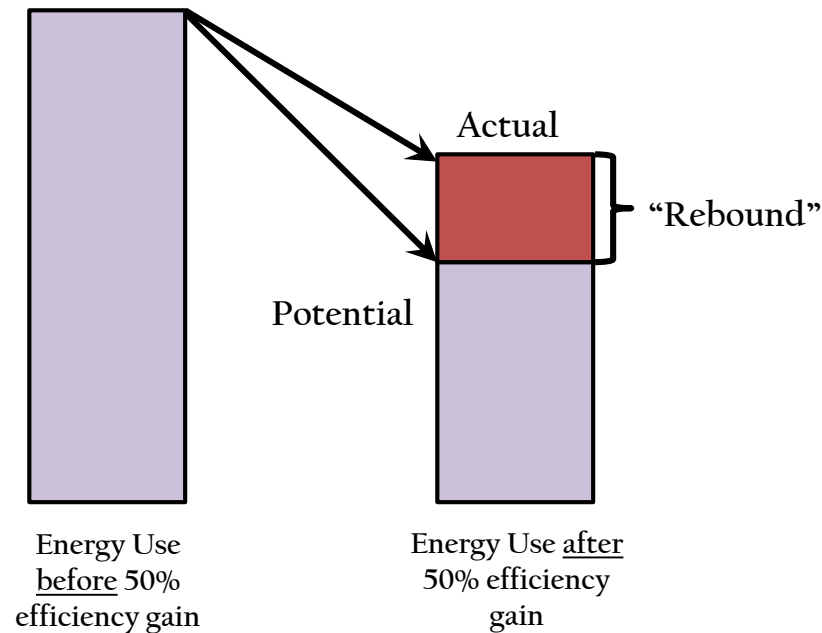 Actual
“Rebound”
Potential
Energy Use
before 50%
efficiency gain
Energy Use after
50% efficiency
gain